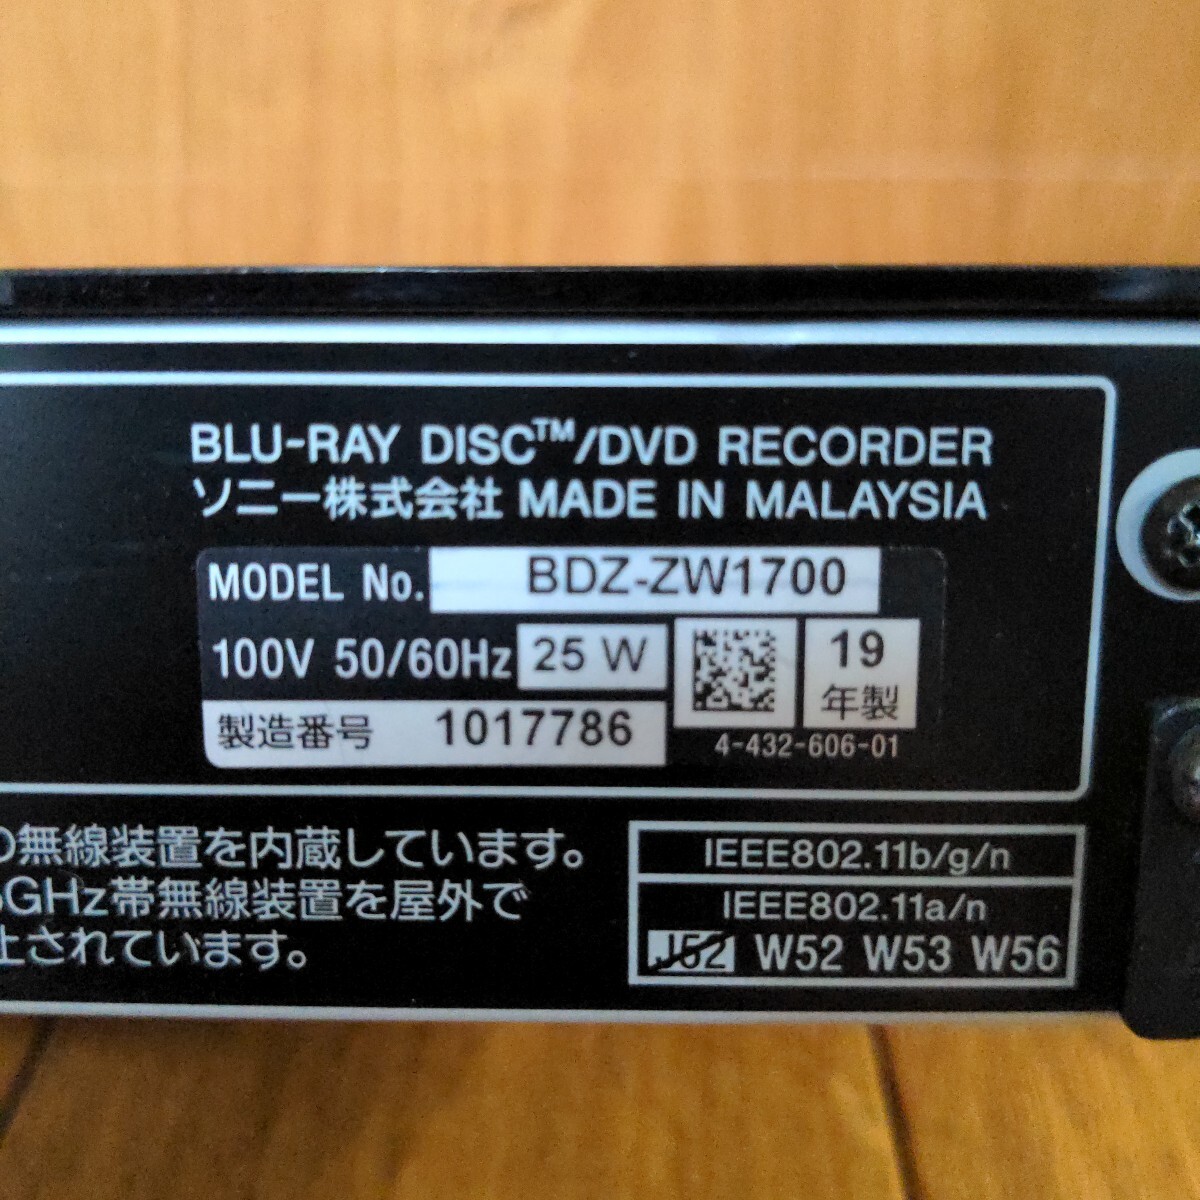 BLU-RAY DISC™/DVD RECORDER
ソニー株式会社 MADE IN MALAYSIA
MODEL No. BDZ-ZW1700
100V 50/60Hz 25 W
19
年製
製造番号 1017786
4-432-606-01
の無線装置を内蔵しています。
GHz帯無線装置を屋外で
されています。
IEEE802.11b/g/n
IEEE802.11a/n
J52 W52 W53 W56